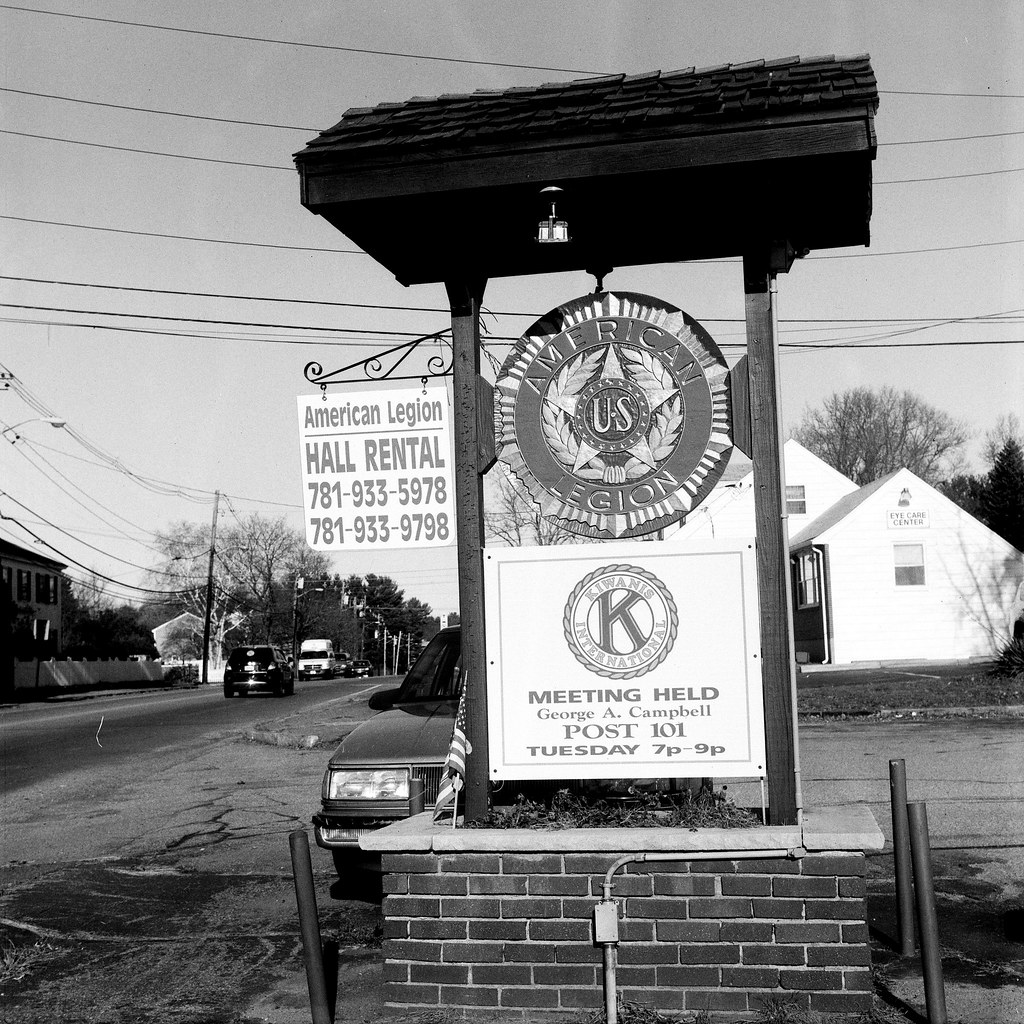 AMERICAN
U·S
LEGION
American Legion
HALL RENTAL
781-933-5978
781-933-9798
EYE CARE
CENTER
KIWANIS
K
INTERNATIONAL
MEETING HELD
George A. Campbell
POST 101
TUESDAY 7p-9p